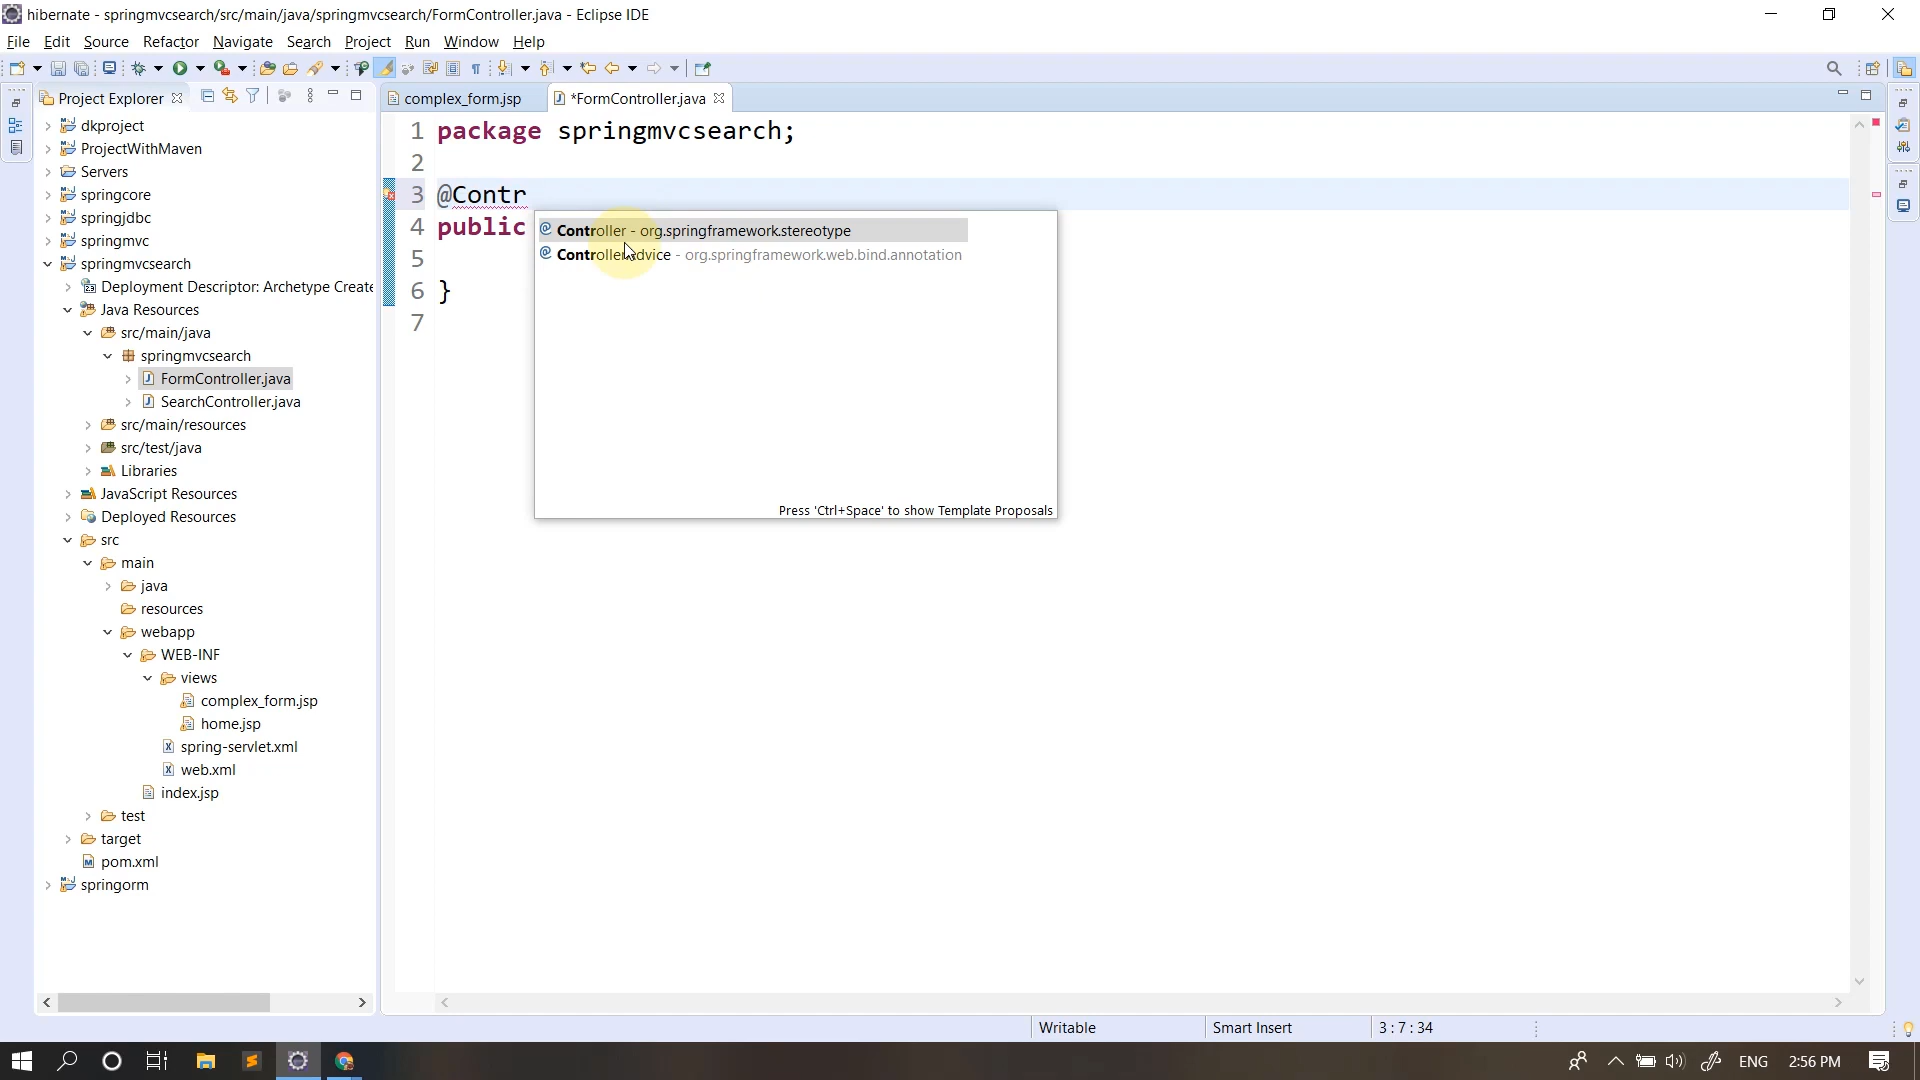 hibernate - springmvcsearch/src/main/java/springmvcsearch/FormController.java - Eclipse IDE
File Edit Source Refactor Navigate Search Project Run Window Help
Project Explorer
dkproject
ProjectWithMaven
Servers
springcore
springjdbc
springmvc
springmvcsearch
Deployment Descriptor: Archetype Create
Java Resources
src/main/java
springmvcsearch
FormController.java
SearchController.java
src/main/resources
src/test/java
Libraries
JavaScript Resources
Deployed Resources
src
main
java
resources
webapp
WEB-INF
views
complex_form.jsp
home.jsp
spring-servlet.xml
web.xml
index.jsp
test
target
pom.xml
springorm
complex_form.jsp *FormController.java
1 package springmvcsearch;
2
3 @Contr
4 public
5
6 }
7
Controller - org.springframework.stereotype
ControllerAdvice - org.springframework.web.bind.annotation
Press 'Ctrl+Space' to show Template Proposals
Writable Smart Insert 3 : 7 : 34
ENG 2:56 PM